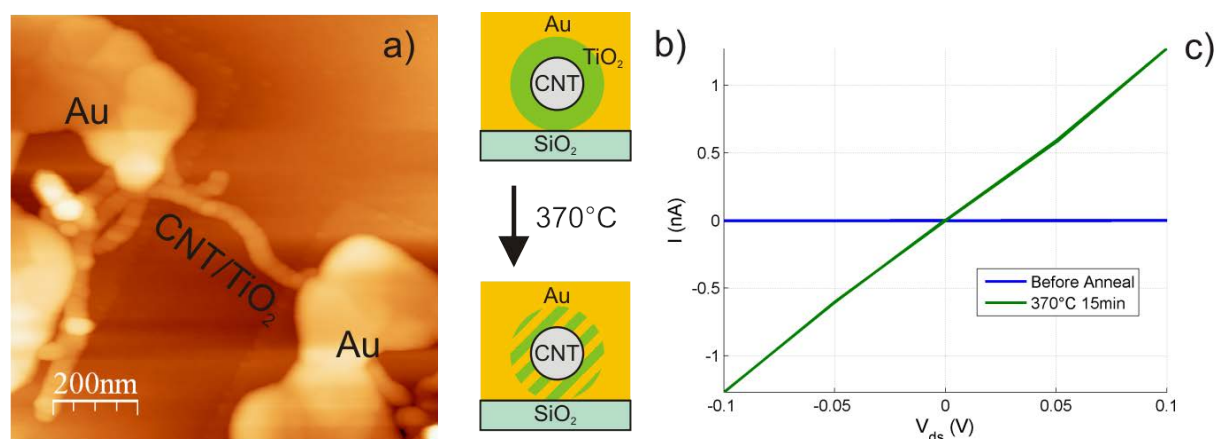 a)
Au
CNT/TiO₂
Au
200nm
b)
Au
TiO₂
CNT
SiO₂
370°C
Au
CNT
SiO₂
c)
1
0.5
0
-0.5
-1
I (nA)
-0.1
-0.05
0
0.05
0.1
V_ds (V)
Before Anneal
370°C 15min